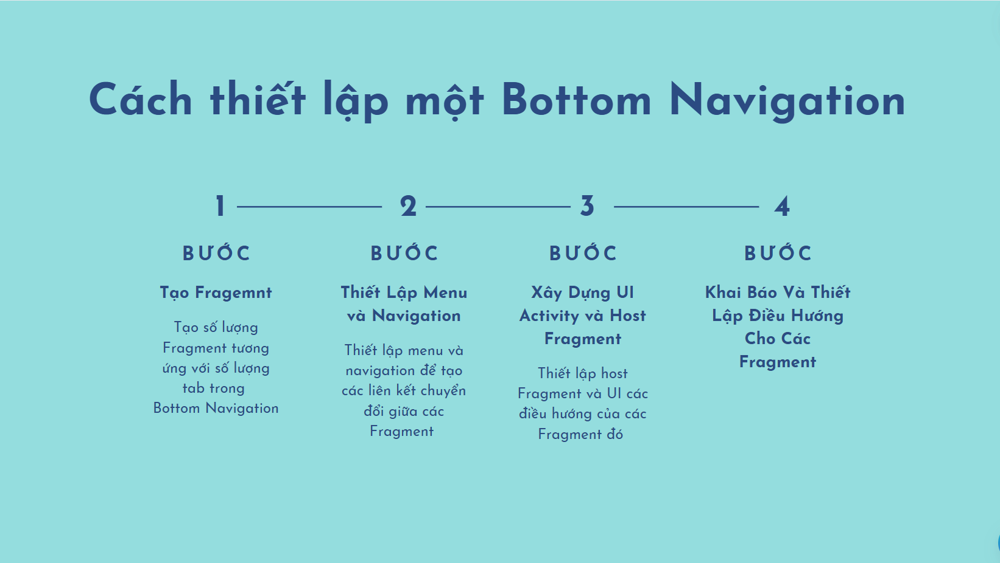 Cách thiết lập một Bottom Navigation
1
2
3
4
BƯỚC
Tạo Fragemnt
Tạo số lượng
Fragment tương
ứng với số lượng
tab trong
Bottom Navigation
BƯỚC
Thiết Lập Menu
và Navigation
Thiết lập menu và
navigation để tạo
các liên kết chuyển
đổi giữa các
Fragment
BƯỚC
Xây Dựng UI
Activity và Host
Fragment
Thiết lập host
Fragment và UI các
điều hướng của các
Fragment đó
BƯỚC
Khai Báo Và Thiết
Lập Điều Hướng
Cho Các
Fragment